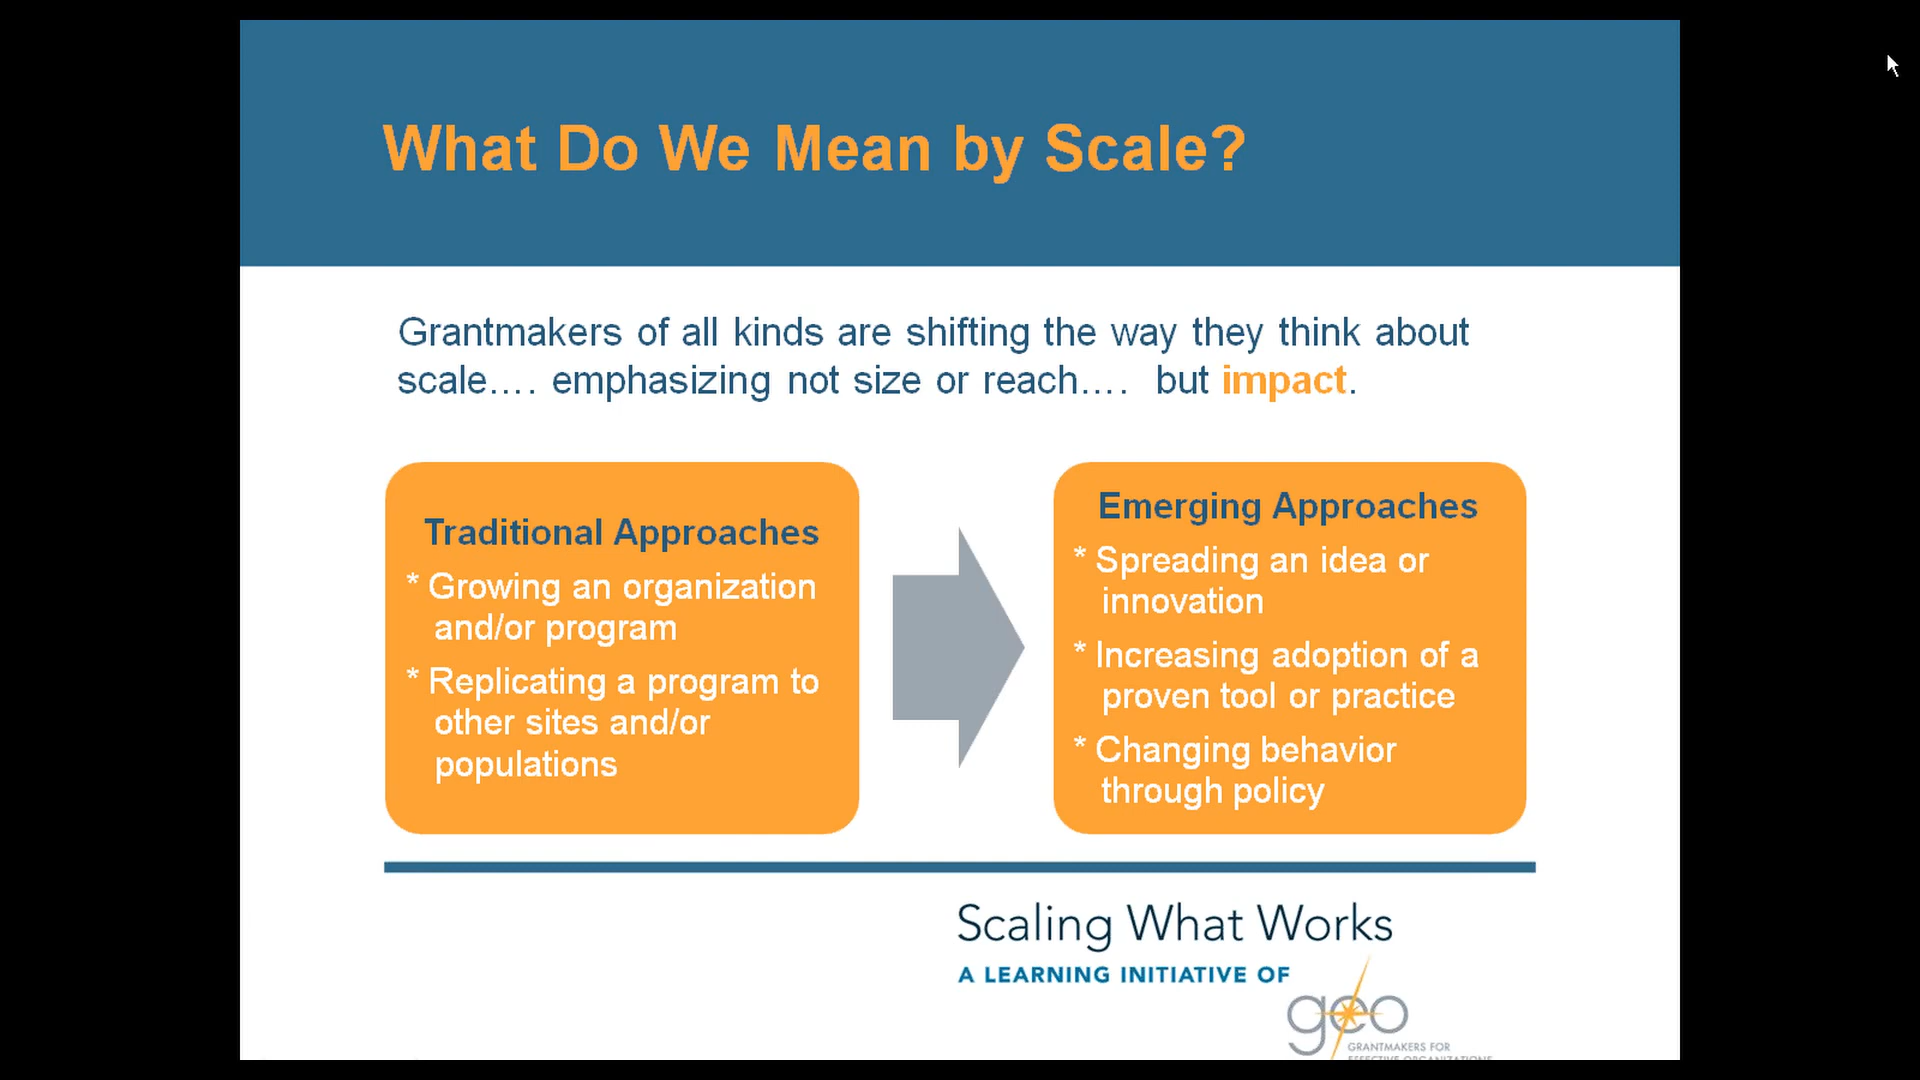 What Do We Mean by Scale?
Grantmakers of all kinds are shifting the way they think about
scale.... emphasizing not size or reach.... but impact.
Traditional Approaches
* Growing an organization
and/or program
* Replicating a program to
other sites and/or
populations
Emerging Approaches
* Spreading an idea or
innovation
* Increasing adoption of a
proven tool or practice
* Changing behavior
through policy
Scaling What Works
A LEARNING INITIATIVE OF
geo
GRANTMAKERS FOR
EFFECTIVE ORGANIZATIONS